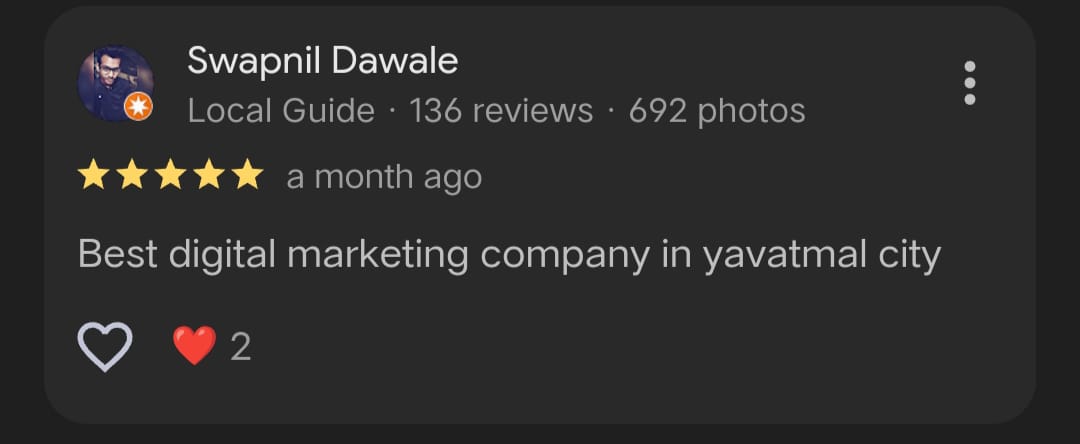 Swapnil Dawale
Local Guide · 136 reviews · 692 photos
a month ago
Best digital marketing company in yavatmal city
2